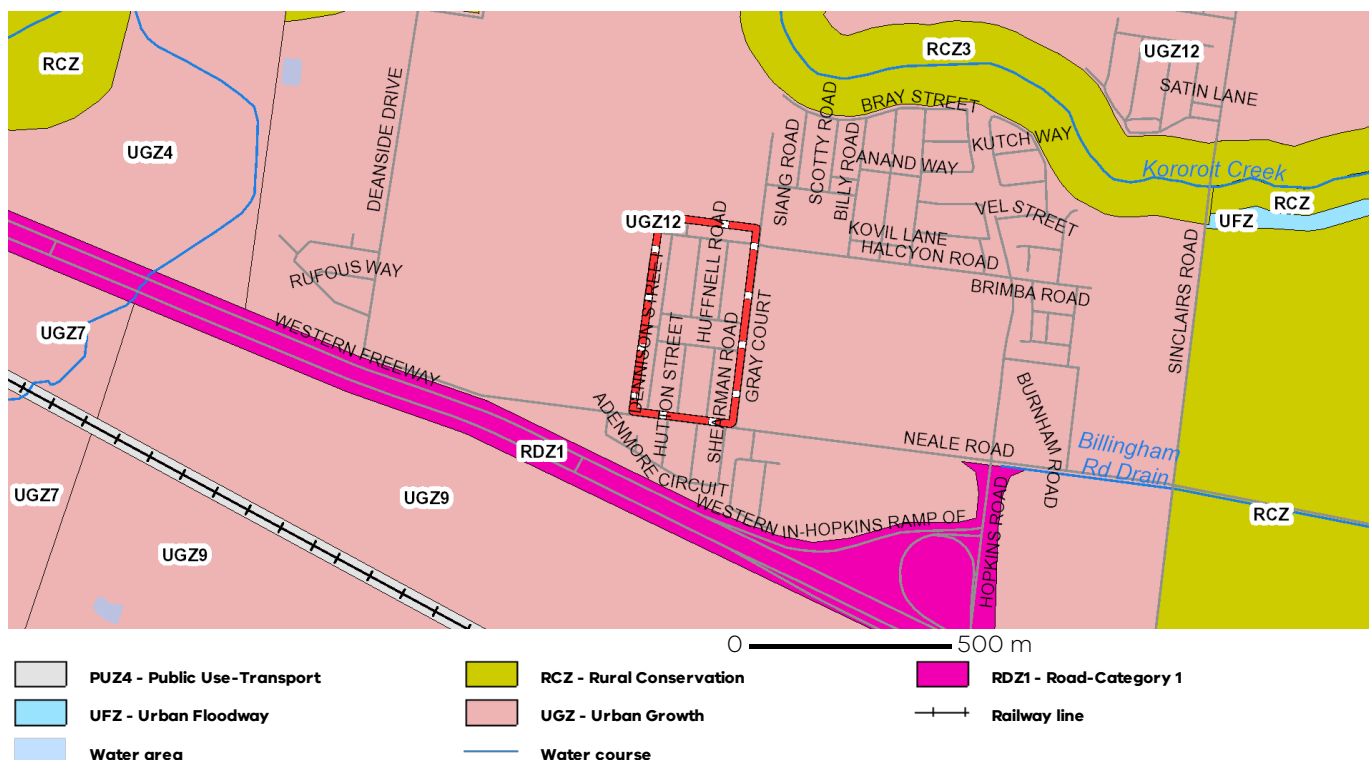 RCZ
RCZ3
UGZ12
SATIN LANE
BRAY STREET
KUTCH WAY
UGZ4
DEANSIDE DRIVE
SIANG ROAD
SCOTTY ROAD
BILLY ROAD
ANAND WAY
Kororoit Creek
RCZ
UFZ
VEL STREET
UGZ12
KOVIL LANE
HALCYON ROAD
RUFOUS WAY
BRIMBA ROAD
SINCLAIRS ROAD
JENNISON STREET
HUFFNELL ROAD
HUTTON STREET
SHEARMAN ROAD
GRAY COURT
UGZ7
WESTERN FREEWAY
ADENMORE CIRCUIT
BURNHAM ROAD
NEALE ROAD
Billingham
Rd Drain
RDZ1
UGZ7
UGZ9
WESTERN IN-HOPKINS RAMP OF
HOPKINS ROAD
RCZ
UGZ9
0 500 m
PUZ4 - Public Use-Transport
RCZ - Rural Conservation
RDZ1 - Road-Category 1
UFZ - Urban Floodway
UGZ - Urban Growth
Railway line
Water area
Water course